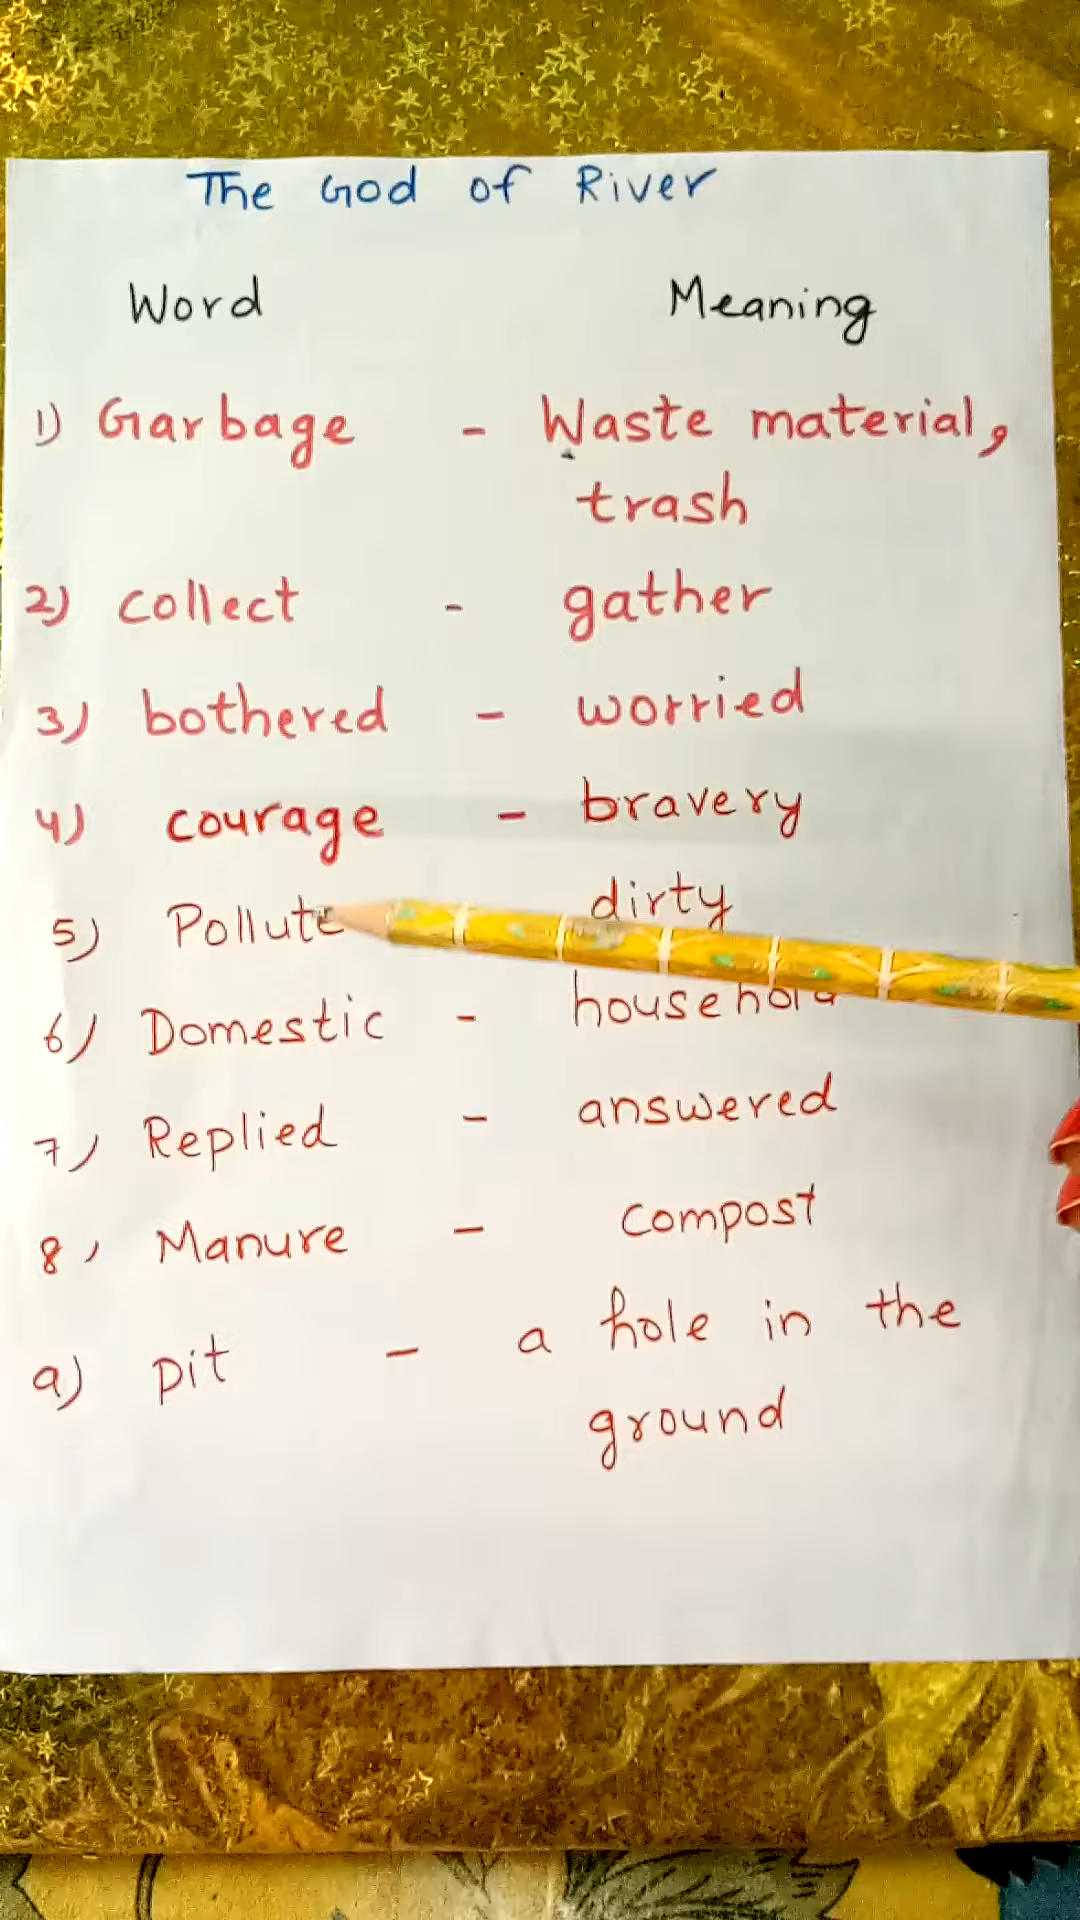 The God of River
Word Meaning
1) Garbage - Waste material,
trash
2) collect - gather
3) bothered - worried
4) courage - bravery
5) Pollute dirty
6) Domestic - household
7) Replied - answered
8) Manure - compost
9) pit - a hole in the
ground